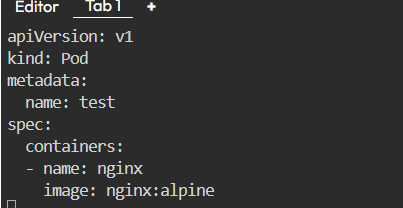 Editor Tab 1 +
apiVersion: v1
kind: Pod
metadata:
  name: test
spec:
  containers:
  - name: nginx
    image: nginx:alpine